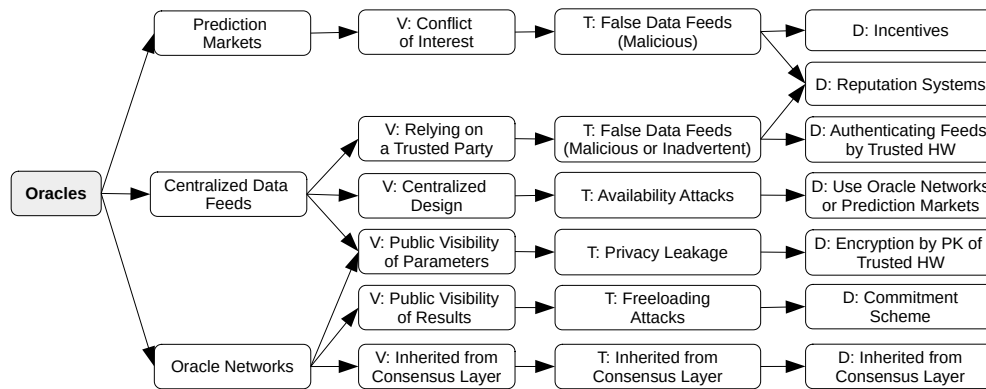 Prediction
Markets
V: Conflict
of Interest
T: False Data Feeds
(Malicious)
D: Incentives
D: Reputation Systems
V: Relying on
a Trusted Party
T: False Data Feeds
(Malicious or Inadvertent)
D: Authenticating Feeds
by Trusted HW
Oracles
Centralized Data
Feeds
V: Centralized
Design
T: Availability Attacks
D: Use Oracle Networks
or Prediction Markets
V: Public Visibility
of Parameters
T: Privacy Leakage
D: Encryption by PK of
Trusted HW
V: Public Visibility
of Results
T: Freeloading
Attacks
D: Commitment
Scheme
Oracle Networks
V: Inherited from
Consensus Layer
T: Inherited from
Consensus Layer
D: Inherited from
Consensus Layer